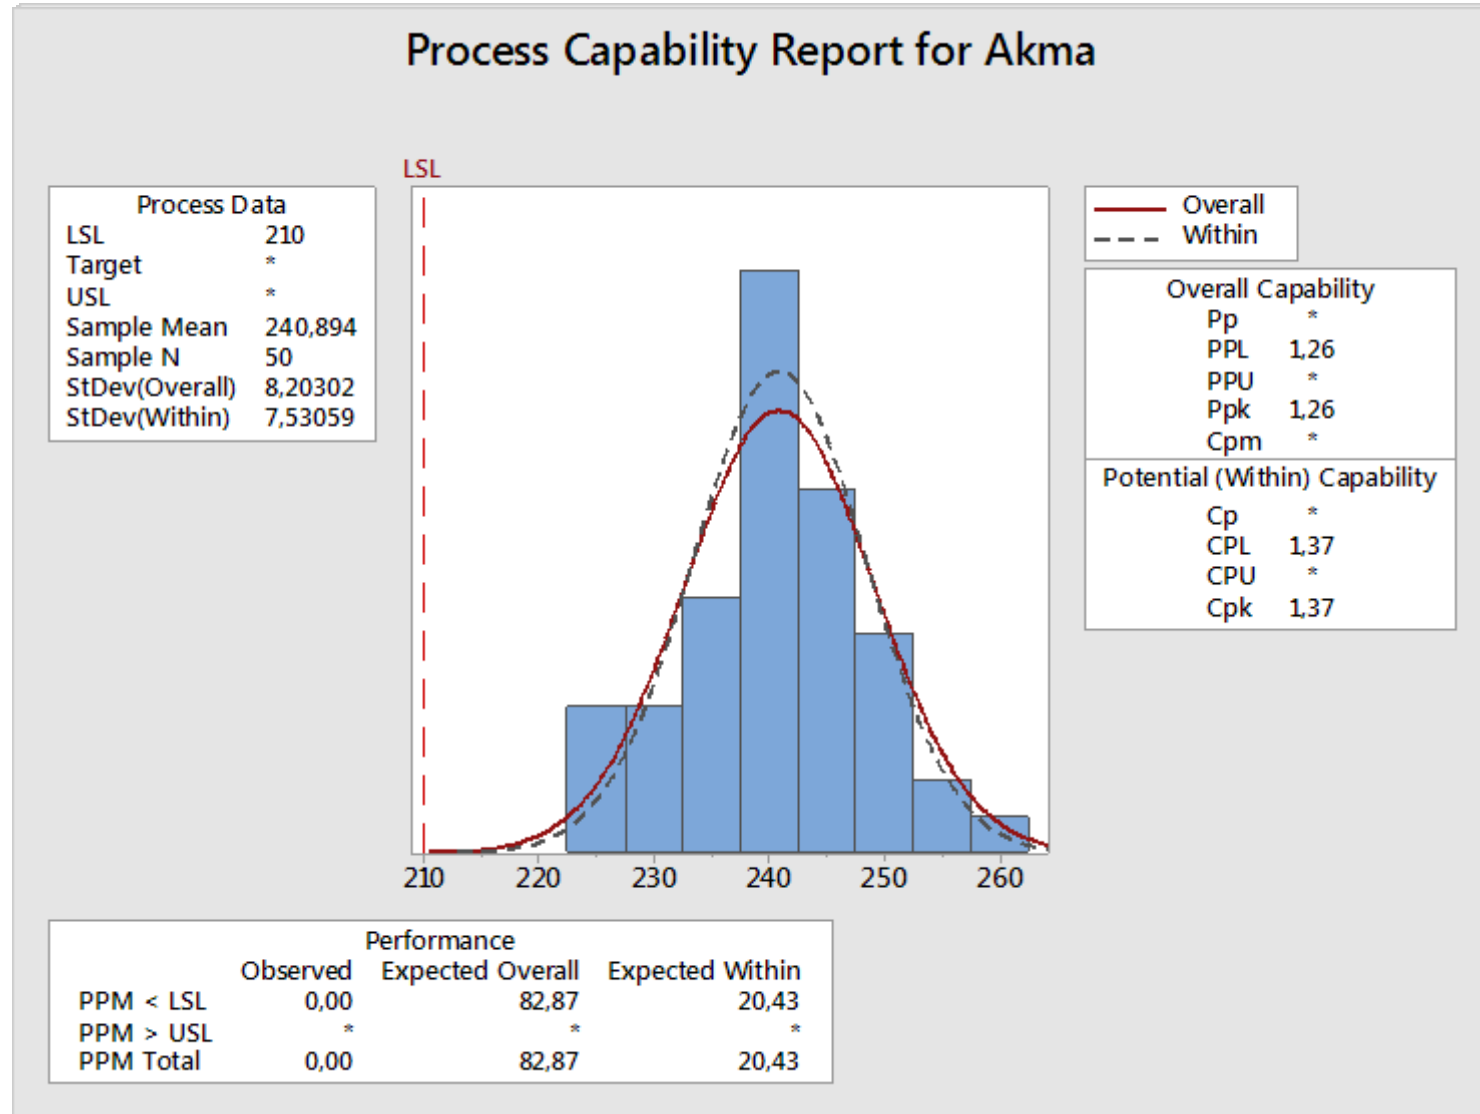 Process Capability Report for Akma
LSL
Process Data
LSL 210
Target *
USL *
Sample Mean 240,894
Sample N 50
StDev(Overall) 8,20302
StDev(Within) 7,53059
Overall
Within
Overall Capability
Pp *
PPL 1,26
PPU *
Ppk 1,26
Cpm *
Potential (Within) Capability
Cp *
CPL 1,37
CPU *
Cpk 1,37
210 220 230 240 250 260
Performance
Observed Expected Overall Expected Within
PPM < LSL 0,00 82,87 20,43
PPM > USL * * *
PPM Total 0,00 82,87 20,43